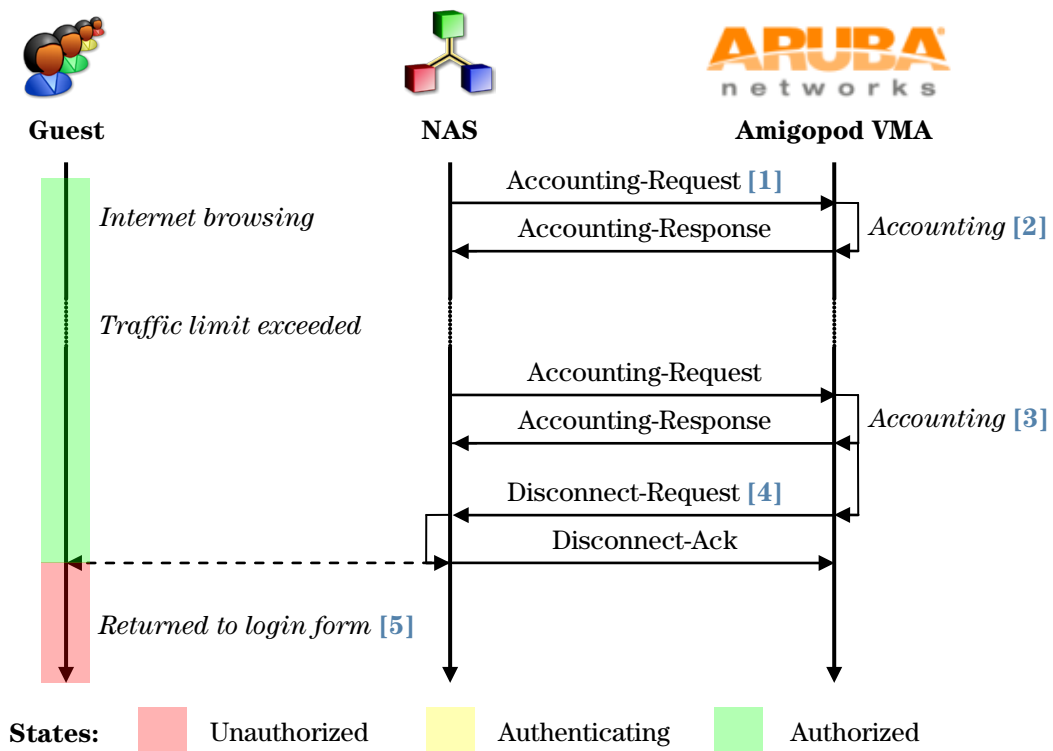 ARUBA
networks
Guest
NAS
Amigopod VMA
Accounting-Request [1]
Internet browsing
Accounting-Response
Accounting [2]
Traffic limit exceeded
Accounting-Request
Accounting-Response
Accounting [3]
Disconnect-Request [4]
Disconnect-Ack
Returned to login form [5]
States:
Unauthorized
Authenticating
Authorized